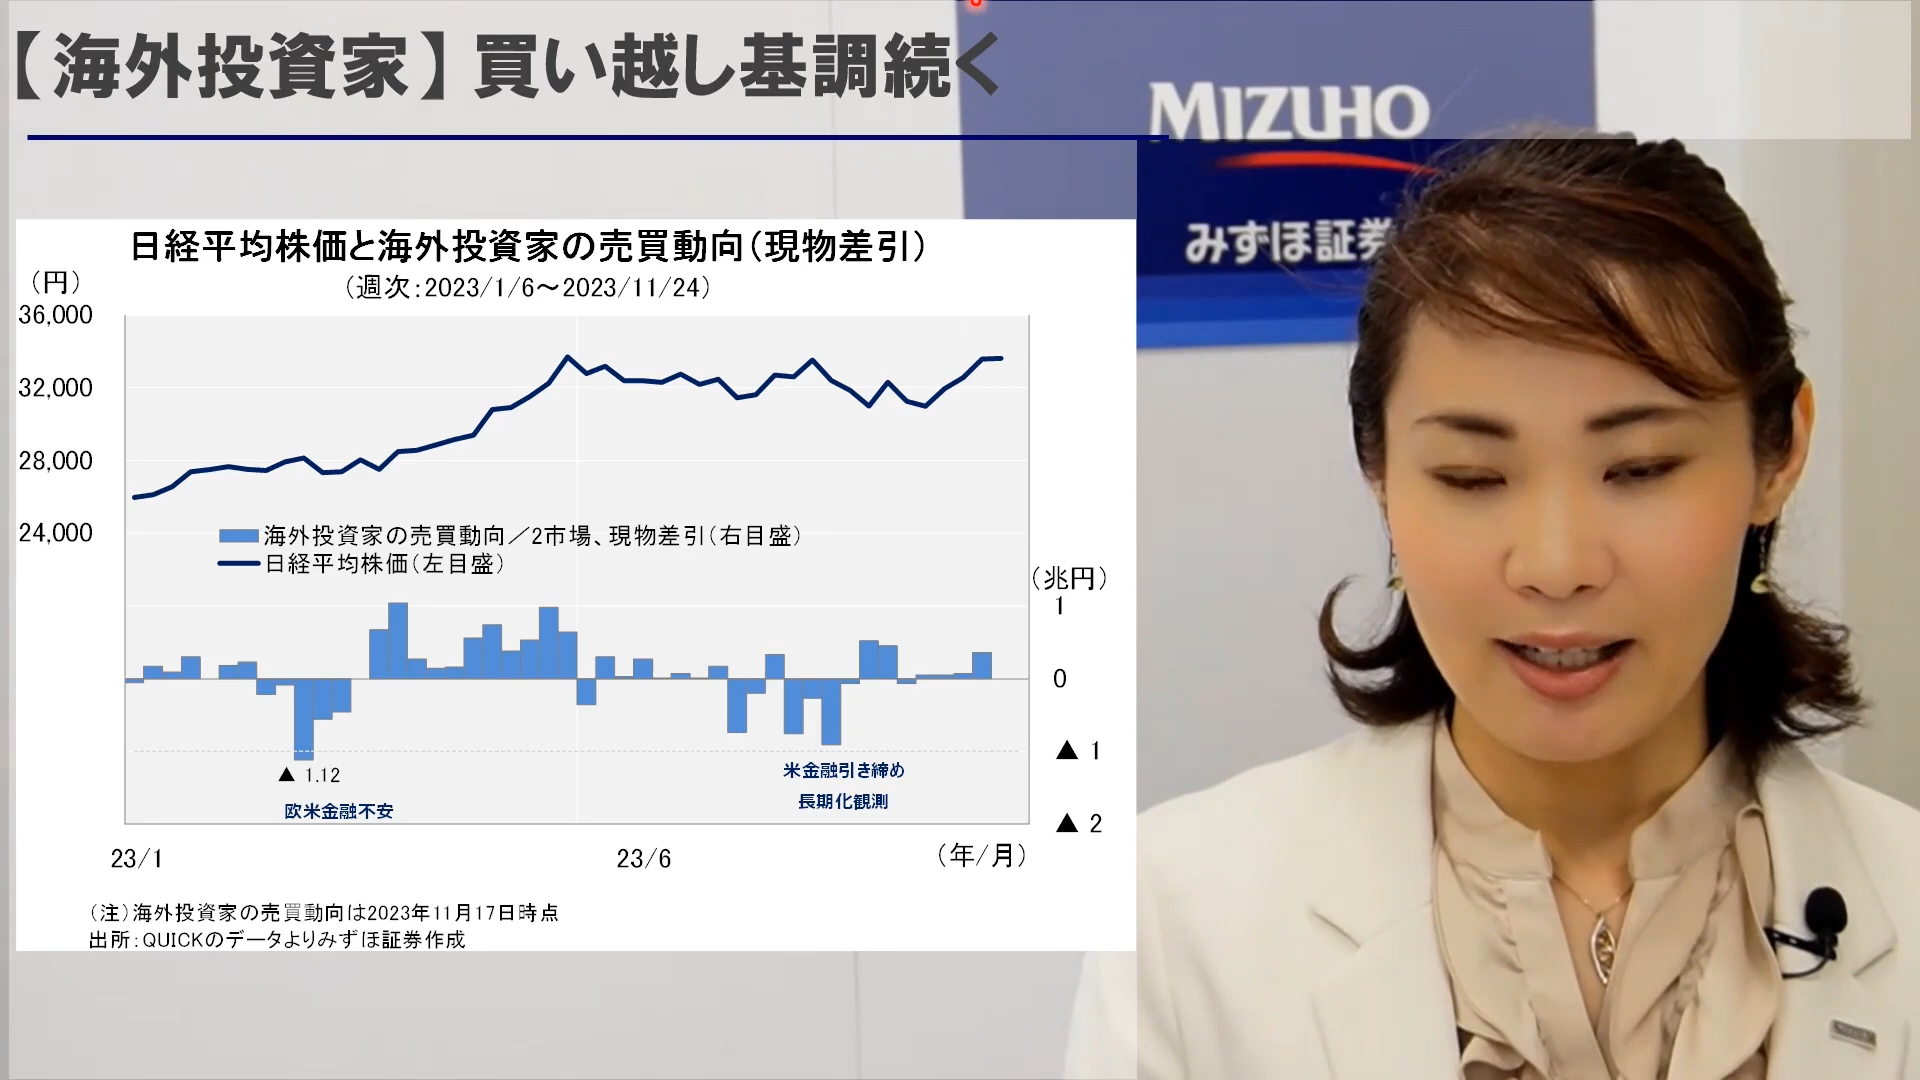 【海外投資家】買い越し基調続く
MIZUHO
みずほ証券
日経平均株価と海外投資家の売買動向（現物差引）
（週次：2023/1/6～2023/11/24）
（円）
36,000
32,000
28,000
24,000
海外投資家の売買動向／2市場、現物差引（右目盛）
日経平均株価（左目盛）
（兆円）
1
0
▲ 1
▲ 2
▲ 1.12
欧米金融不安
米金融引き締め
長期化観測
23/1
23/6
（年/月）
（注）海外投資家の売買動向は2023年11月17日時点
出所：QUICKのデータよりみずほ証券作成